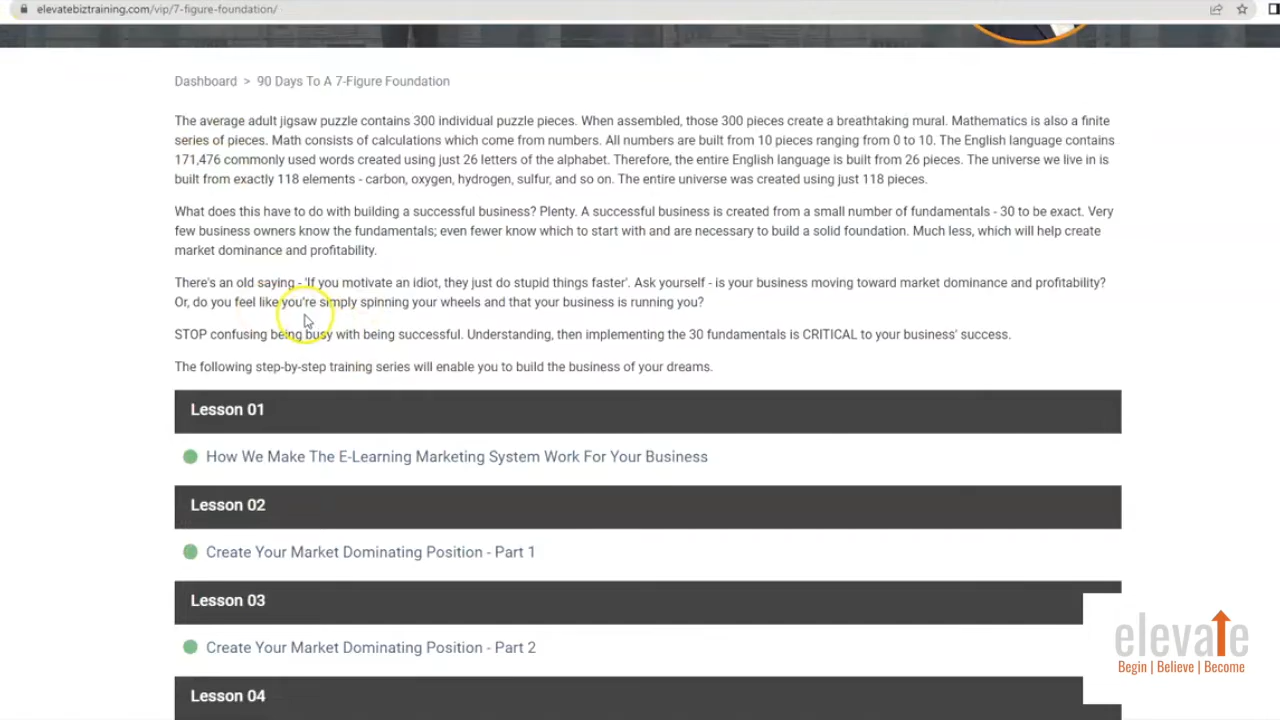 elevatebiztraining.com/vip/7-figure-foundation/
Dashboard > 90 Days To A 7-Figure Foundation
The average adult jigsaw puzzle contains 300 individual puzzle pieces. When assembled, those 300 pieces create a breathtaking mural. Mathematics is also a finite
series of pieces. Math consists of calculations which come from numbers. All numbers are built from 10 pieces ranging from 0 to 10. The English language contains
171,476 commonly used words created using just 26 letters of the alphabet. Therefore, the entire English language is built from 26 pieces. The universe we live in is
built from exactly 118 elements - carbon, oxygen, hydrogen, sulfur, and so on. The entire universe was created using just 118 pieces.
What does this have to do with building a successful business? Plenty. A successful business is created from a small number of fundamentals - 30 to be exact. Very
few business owners know the fundamentals; even fewer know which to start with and are necessary to build a solid foundation. Much less, which will help create
market dominance and profitability.
There's an old saying - 'If you motivate an idiot, they just do stupid things faster'. Ask yourself - is your business moving toward market dominance and profitability?
Or, do you feel like you're simply spinning your wheels and that your business is running you?
STOP confusing being busy with being successful. Understanding, then implementing the 30 fundamentals is CRITICAL to your business' success.
The following step-by-step training series will enable you to build the business of your dreams.
Lesson 01
How We Make The E-Learning Marketing System Work For Your Business
Lesson 02
Create Your Market Dominating Position - Part 1
Lesson 03
Create Your Market Dominating Position - Part 2
Lesson 04
elevate
Begin | Believe | Become